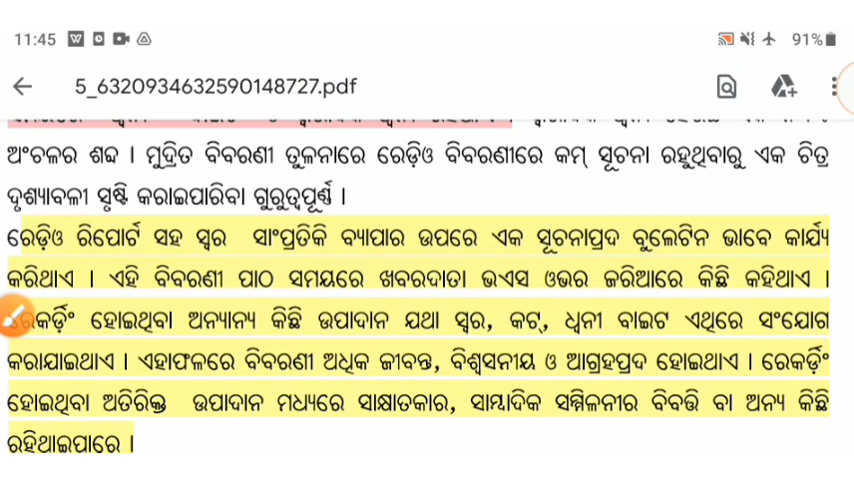 11:45
91%
5_6320934632590148727.pdf
ଅଂଚଳର ଶବ୍ଦ । ମୁଦ୍ରିତ ବିବରଣୀ ତୁଳନାରେ ରେଡ଼ିଓ ବିବରଣୀରେ କମ୍ ସୂଚନା ରହୁଥିବାରୁ ଏକ ଚିତ୍ର
ଦୃଶ୍ୟାବଳୀ ସୃଷ୍ଟି କରାଇପାରିବା ଗୁରୁତ୍ୱପୂର୍ଣ୍ଣ ।
ରେଡ଼ିଓ ରିପୋର୍ଟ ସହ ସ୍ୱର ସାଂପ୍ରତିକି ବ୍ୟାପାର ଉପରେ ଏକ ସୂଚନାପ୍ରଦ ବୁଲେଟିନ ଭାବେ କାର୍ଯ୍ୟ
କରିଥାଏ । ଏହି ବିବରଣୀ ପାଠ ସମୟରେ ଖବରଦାତା ଭଏସ ଓଭର ଜରିଆରେ କିଛି କହିଥାଏ ।
ରେକର୍ଡ଼ିଂ ହୋଇଥିବା ଅନ୍ୟାନ୍ୟ କିଛି ଉପାଦାନ ଯଥା ସ୍ୱର, କଟ୍, ଧ୍ୱନୀ ବାଇଟ ଏଥିରେ ସଂଯୋଗ
କରାଯାଇଥାଏ । ଏହାଫଳରେ ବିବରଣୀ ଅଧିକ ଜୀବନ୍ତ, ବିଶ୍ୱସନୀୟ ଓ ଆଗ୍ରହପ୍ରଦ ହୋଇଥାଏ । ରେକର୍ଡ଼ିଂ
ହୋଇଥିବା ଅତିରିକ୍ତ ଉପାଦାନ ମଧ୍ୟରେ ସାକ୍ଷାତକାର, ସାମ୍ବାଦିକ ସମ୍ମିଳନୀର ବିବୃତ୍ତି ବା ଅନ୍ୟ କିଛି
ରହିଥାଇପାରେ ।